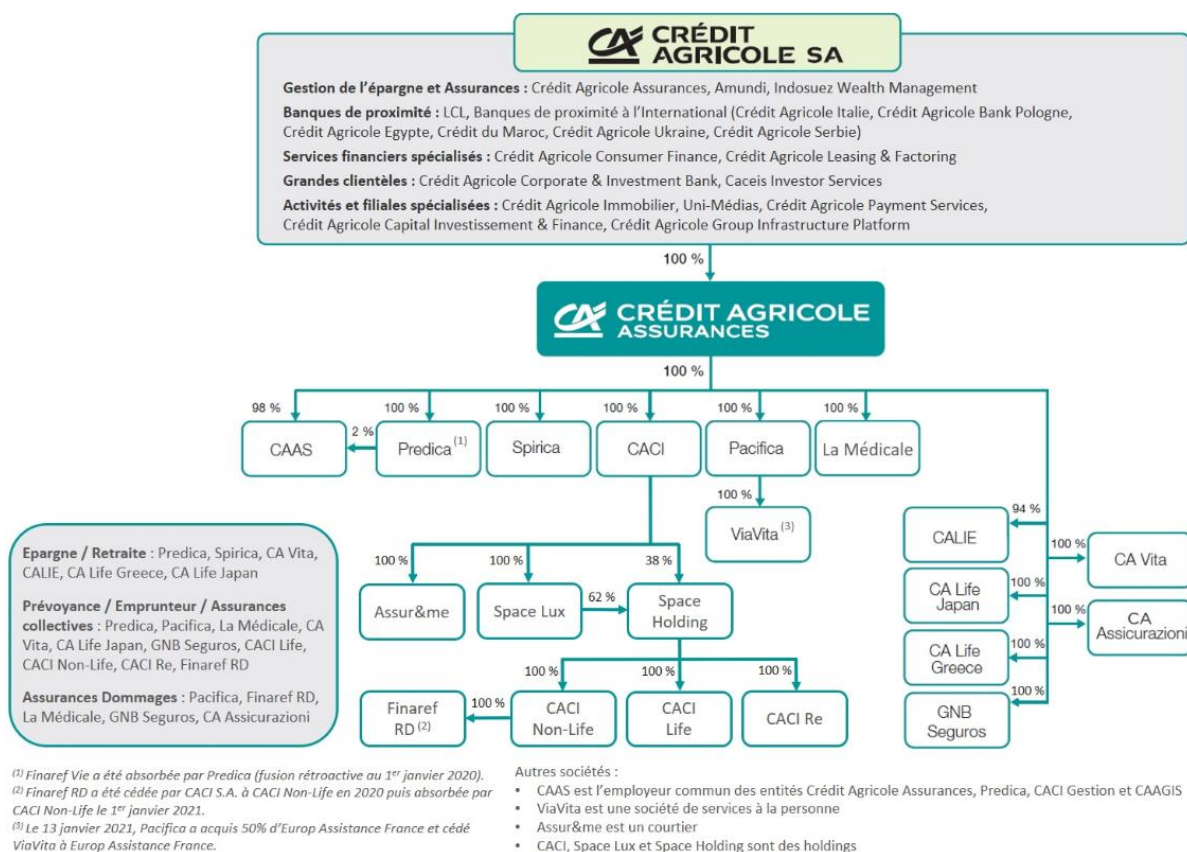 CRÉDIT
AGRICOLE SA
Gestion de l'épargne et Assurances : Crédit Agricole Assurances, Amundi, Indosuez Wealth Management
Banques de proximité : LCL, Banques de proximité à l'International (Crédit Agricole Italie, Crédit Agricole Bank Pologne,
Crédit Agricole Egypte, Crédit du Maroc, Crédit Agricole Ukraine, Crédit Agricole Serbie)
Services financiers spécialisés : Crédit Agricole Consumer Finance, Crédit Agricole Leasing & Factoring
Grandes clientèles : Crédit Agricole Corporate & Investment Bank, Caceis Investor Services
Activités et filiales spécialisées : Crédit Agricole Immobilier, Uni-Médias, Crédit Agricole Payment Services,
Crédit Agricole Capital Investissement & Finance, Crédit Agricole Group Infrastructure Platform
100 %
CRÉDIT AGRICOLE
ASSURANCES
100 %
98 % 100 % 100 % 100 % 100 % 100 %
2 %
CAAS Predica (1) Spirica CACI Pacifica La Médicale
100 %
ViaVita (3)
94 %
CALIE
100 %
CA Vita
100 %
CA Life
Japan
100 %
CA
Assicurazioni
100 %
CA Life
Greece
100 %
GNB
Seguros
100 % 100 % 38 %
Assur&me Space Lux 62 % Space
Holding
100 % 100 % 100 %
Finaref
RD (2)
100 %
CACI
Non-Life
CACI
Life
CACI Re
Epargne / Retraite : Predica, Spirica, CA Vita,
CALIE, CA Life Greece, CA Life Japan
Prévoyance / Emprunteur / Assurances
collectives : Predica, Pacifica, La Médicale, CA
Vita, CA Life Japan, GNB Seguros, CACI Life,
CACI Non-Life, CACI Re, Finaref RD
Assurances Dommages : Pacifica, Finaref RD,
La Médicale, GNB Seguros, CA Assicurazioni
(1) Finaref Vie a été absorbée par Predica (fusion rétroactive au 1er janvier 2020).
(2) Finaref RD a été cédée par CACI S.A. à CACI Non-Life en 2020 puis absorbée par
CACI Non-Life le 1er janvier 2021.
(3) Le 13 janvier 2021, Pacifica a acquis 50% d'Europ Assistance France et cédé
ViaVita à Europ Assistance France.
Autres sociétés :
• CAAS est l'employeur commun des entités Crédit Agricole Assurances, Predica, CACI Gestion et CAAGIS
• ViaVita est une société de services à la personne
• Assur&me est un courtier
• CACI, Space Lux et Space Holding sont des holdings